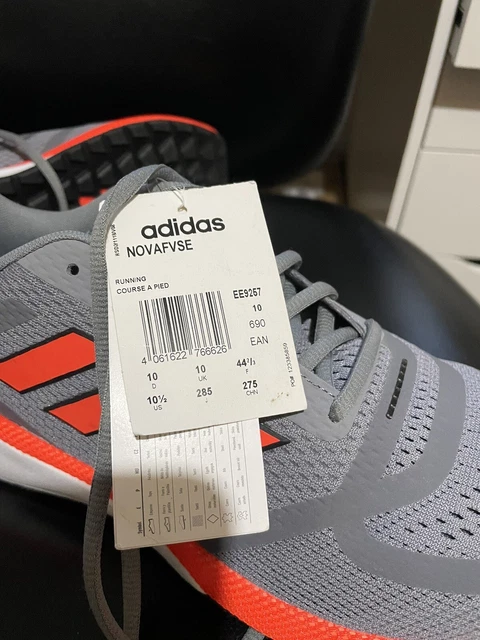 adidas
NOVAFVSE
RUNNING
COURSE A PIED
EE9257
10
690
EAN
4 061622 766626
10 10 44²/₃
D UK F
10½ 285 275
US J CHN